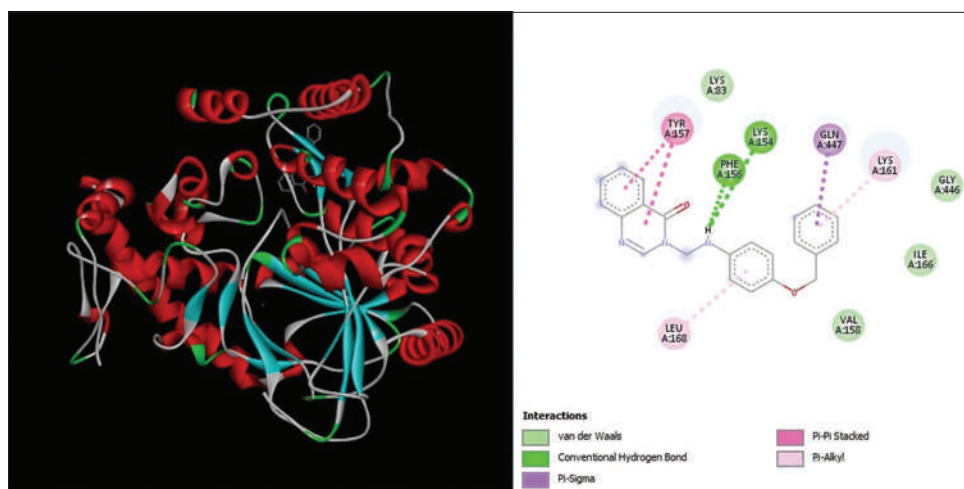 LYS
A:83
TYR
A:157
LYS
A:154
PHE
A:156
GLN
A:447
LYS
A:161
GLY
A:446
ILE
A:166
VAL
A:158
LEU
A:168
O
N
N
H
N
O
Interactions
van der Waals
Conventional Hydrogen Bond
Pi-Sigma
Pi-Pi Stacked
Pi-Alkyl